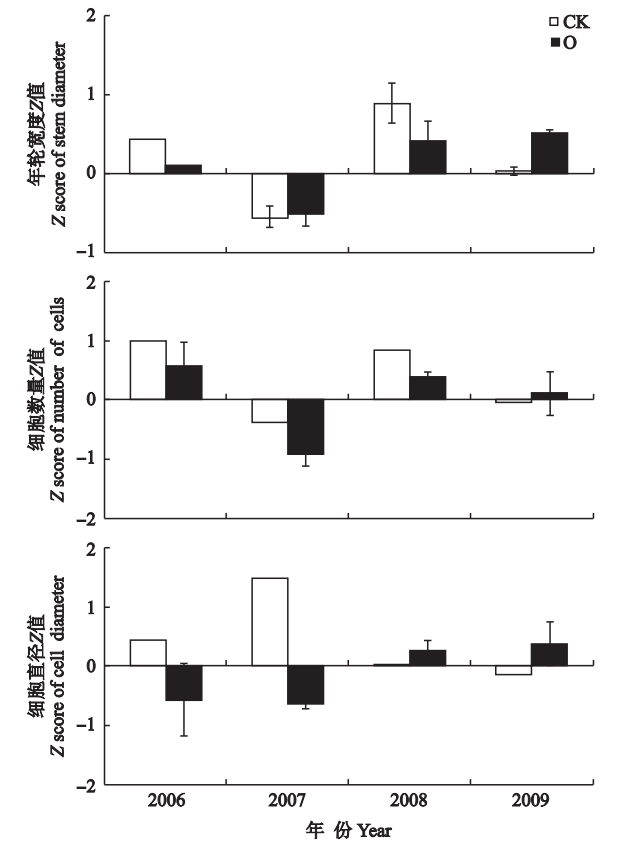 CK
O
年轮宽度Z值
Z score of stem diameter
2
1
0
−1
细胞数量Z值
Z score of number of cells
2
1
0
−1
−2
细胞直径Z值
Z score of cell diameter
2
1
0
−1
−2
2006 2007 2008 2009
年 份 Year